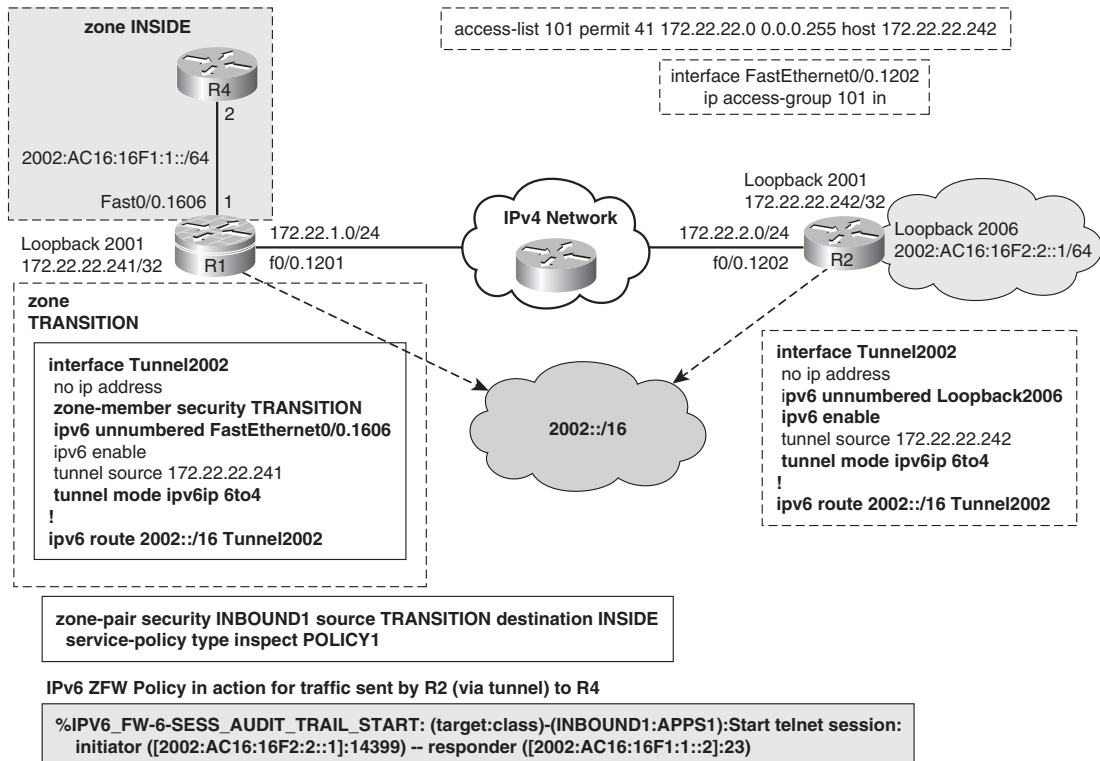 zone INSIDE
R4
2
2002:AC16:16F1:1::/64
Fast0/0.1606
1
access-list 101 permit 41 172.22.22.0 0.0.0.255 host 172.22.22.242
interface FastEthernet0/0.1202
ip access-group 101 in
Loopback 2001
172.22.22.241/32
R1
172.22.1.0/24
f0/0.1201
IPv4 Network
172.22.2.0/24
f0/0.1202
Loopback 2001
172.22.22.242/32
R2
Loopback 2006
2002:AC16:16F2:2::1/64
zone
TRANSITION
interface Tunnel2002
no ip address
zone-member security TRANSITION
ipv6 unnumbered FastEthernet0/0.1606
ipv6 enable
tunnel source 172.22.22.241
tunnel mode ipv6ip 6to4
!
ipv6 route 2002::/16 Tunnel2002
2002::/16
interface Tunnel2002
no ip address
ipv6 unnumbered Loopback2006
ipv6 enable
tunnel source 172.22.22.242
tunnel mode ipv6ip 6to4
!
ipv6 route 2002::/16 Tunnel2002
zone-pair security INBOUND1 source TRANSITION destination INSIDE
service-policy type inspect POLICY1
IPv6 ZFW Policy in action for traffic sent by R2 (via tunnel) to R4
%IPV6_FW-6-SESS_AUDIT_TRAIL_START: (target:class)-(INBOUND1:APPS1):Start telnet session:
initiator ([2002:AC16:16F2:2::1]:14399) -- responder ([2002:AC16:16F1:1::2]:23)